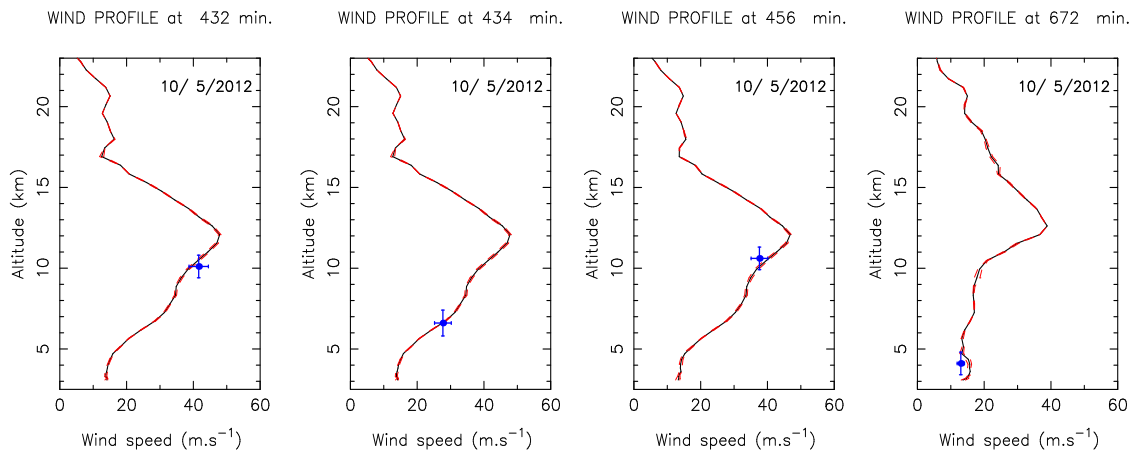 WIND PROFILE at 432 min.
WIND PROFILE at 434 min.
WIND PROFILE at 456 min.
WIND PROFILE at 672 min.
10/ 5/2012
10/ 5/2012
10/ 5/2012
10/ 5/2012
Altitude (km)
5
10
15
20
Altitude (km)
5
10
15
20
Altitude (km)
5
10
15
20
Altitude (km)
5
10
15
20
0 20 40 60
0 20 40 60
0 20 40 60
0 20 40 60
Wind speed (m.s⁻¹)
Wind speed (m.s⁻¹)
Wind speed (m.s⁻¹)
Wind speed (m.s⁻¹)